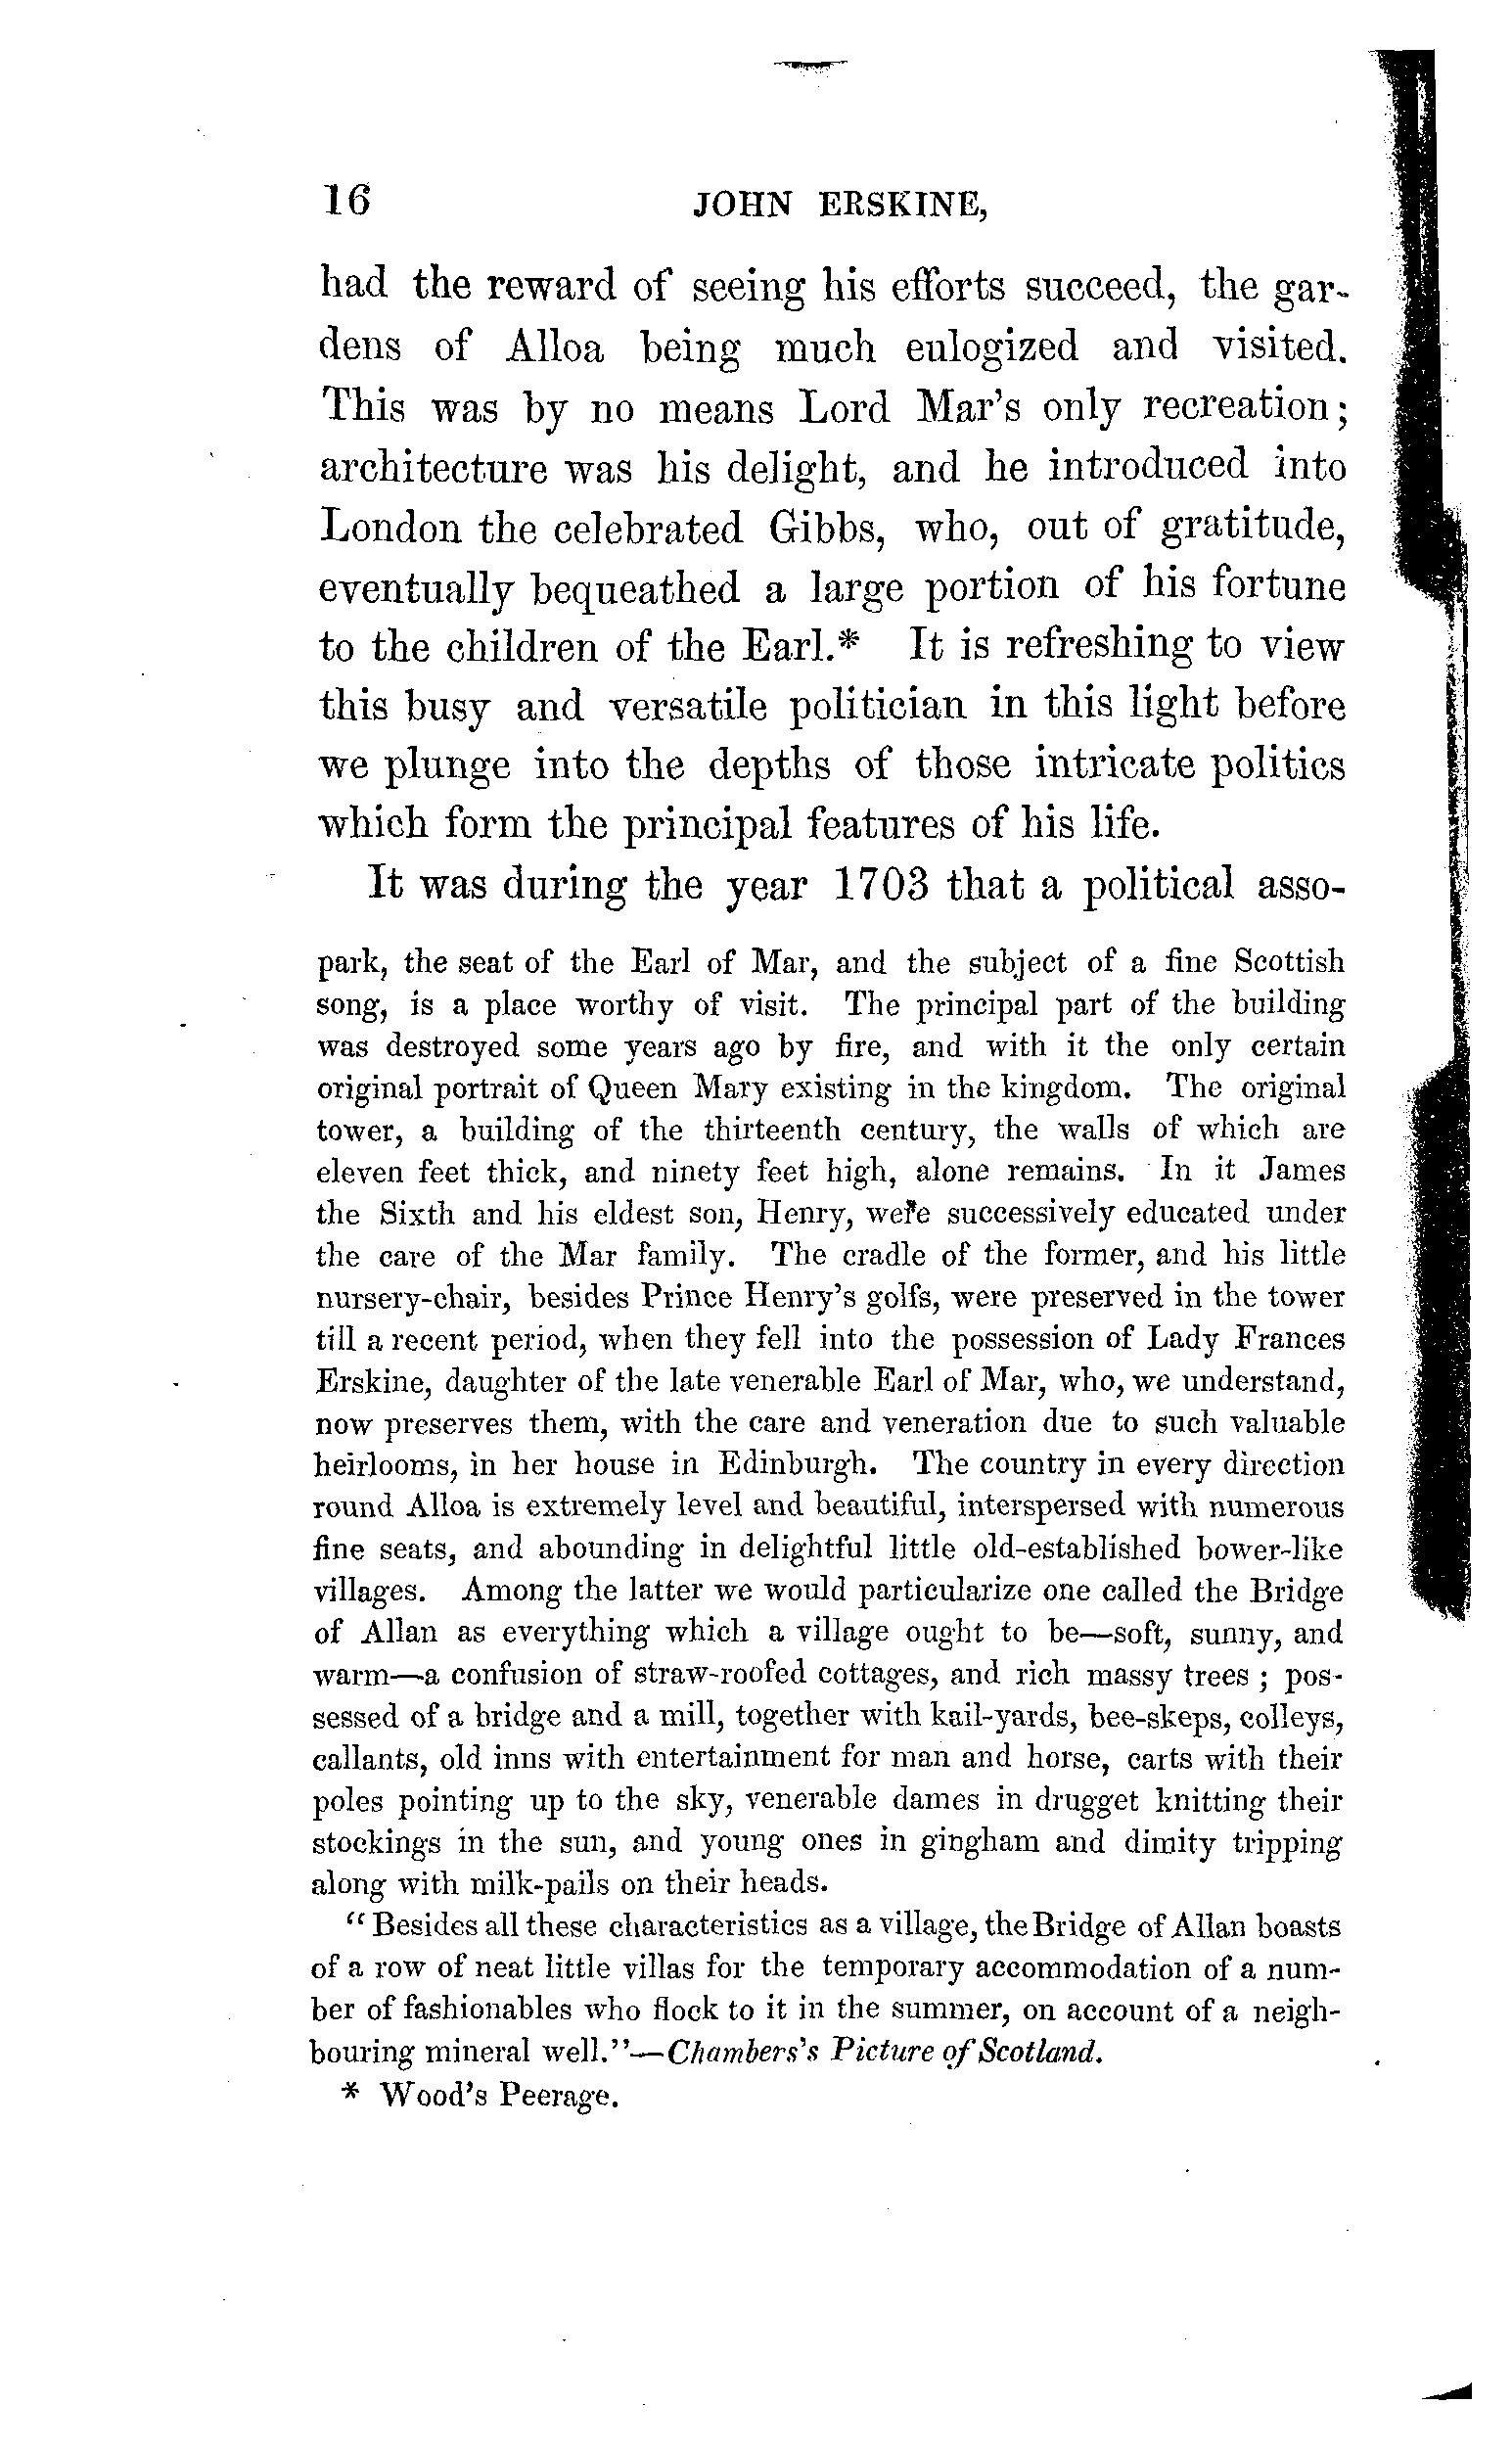 16 JOHN ERSKINE,
had the reward of seeing his efforts succeed, the gar-
dens of Alloa being much eulogized and visited.
This was by no means Lord Mar's only recreation;
architecture was his delight, and he introduced into
London the celebrated Gibbs, who, out of gratitude,
eventually bequeathed a large portion of his fortune
to the children of the Earl.* It is refreshing to view
this busy and versatile politician in this light before
we plunge into the depths of those intricate politics
which form the principal features of his life.
It was during the year 1703 that a political asso-
park, the seat of the Earl of Mar, and the subject of a fine Scottish
song, is a place worthy of visit. The principal part of the building
was destroyed some years ago by fire, and with it the only certain
original portrait of Queen Mary existing in the kingdom. The original
tower, a building of the thirteenth century, the walls of which are
eleven feet thick, and ninety feet high, alone remains. In it James
the Sixth and his eldest son, Henry, were successively educated under
the care of the Mar family. The cradle of the former, and his little
nursery-chair, besides Prince Henry's golfs, were preserved in the tower
till a recent period, when they fell into the possession of Lady Frances
Erskine, daughter of the late venerable Earl of Mar, who, we understand,
now preserves them, with the care and veneration due to such valuable
heirlooms, in her house in Edinburgh. The country in every direction
round Alloa is extremely level and beautiful, interspersed with numerous
fine seats, and abounding in delightful little old-established bower-like
villages. Among the latter we would particularize one called the Bridge
of Allan as everything which a village ought to be—soft, sunny, and
warm—a confusion of straw-roofed cottages, and rich massy trees ; pos-
sessed of a bridge and a mill, together with kail-yards, bee-skeps, colleys,
callants, old inns with entertainment for man and horse, carts with their
poles pointing up to the sky, venerable dames in drugget knitting their
stockings in the sun, and young ones in gingham and dimity tripping
along with milk-pails on their heads.
"Besides all these characteristics as a village, the Bridge of Allan boasts
of a row of neat little villas for the temporary accommodation of a num-
ber of fashionables who flock to it in the summer, on account of a neigh-
bouring mineral well."—Chambers's Picture of Scotland.
* Wood's Peerage.